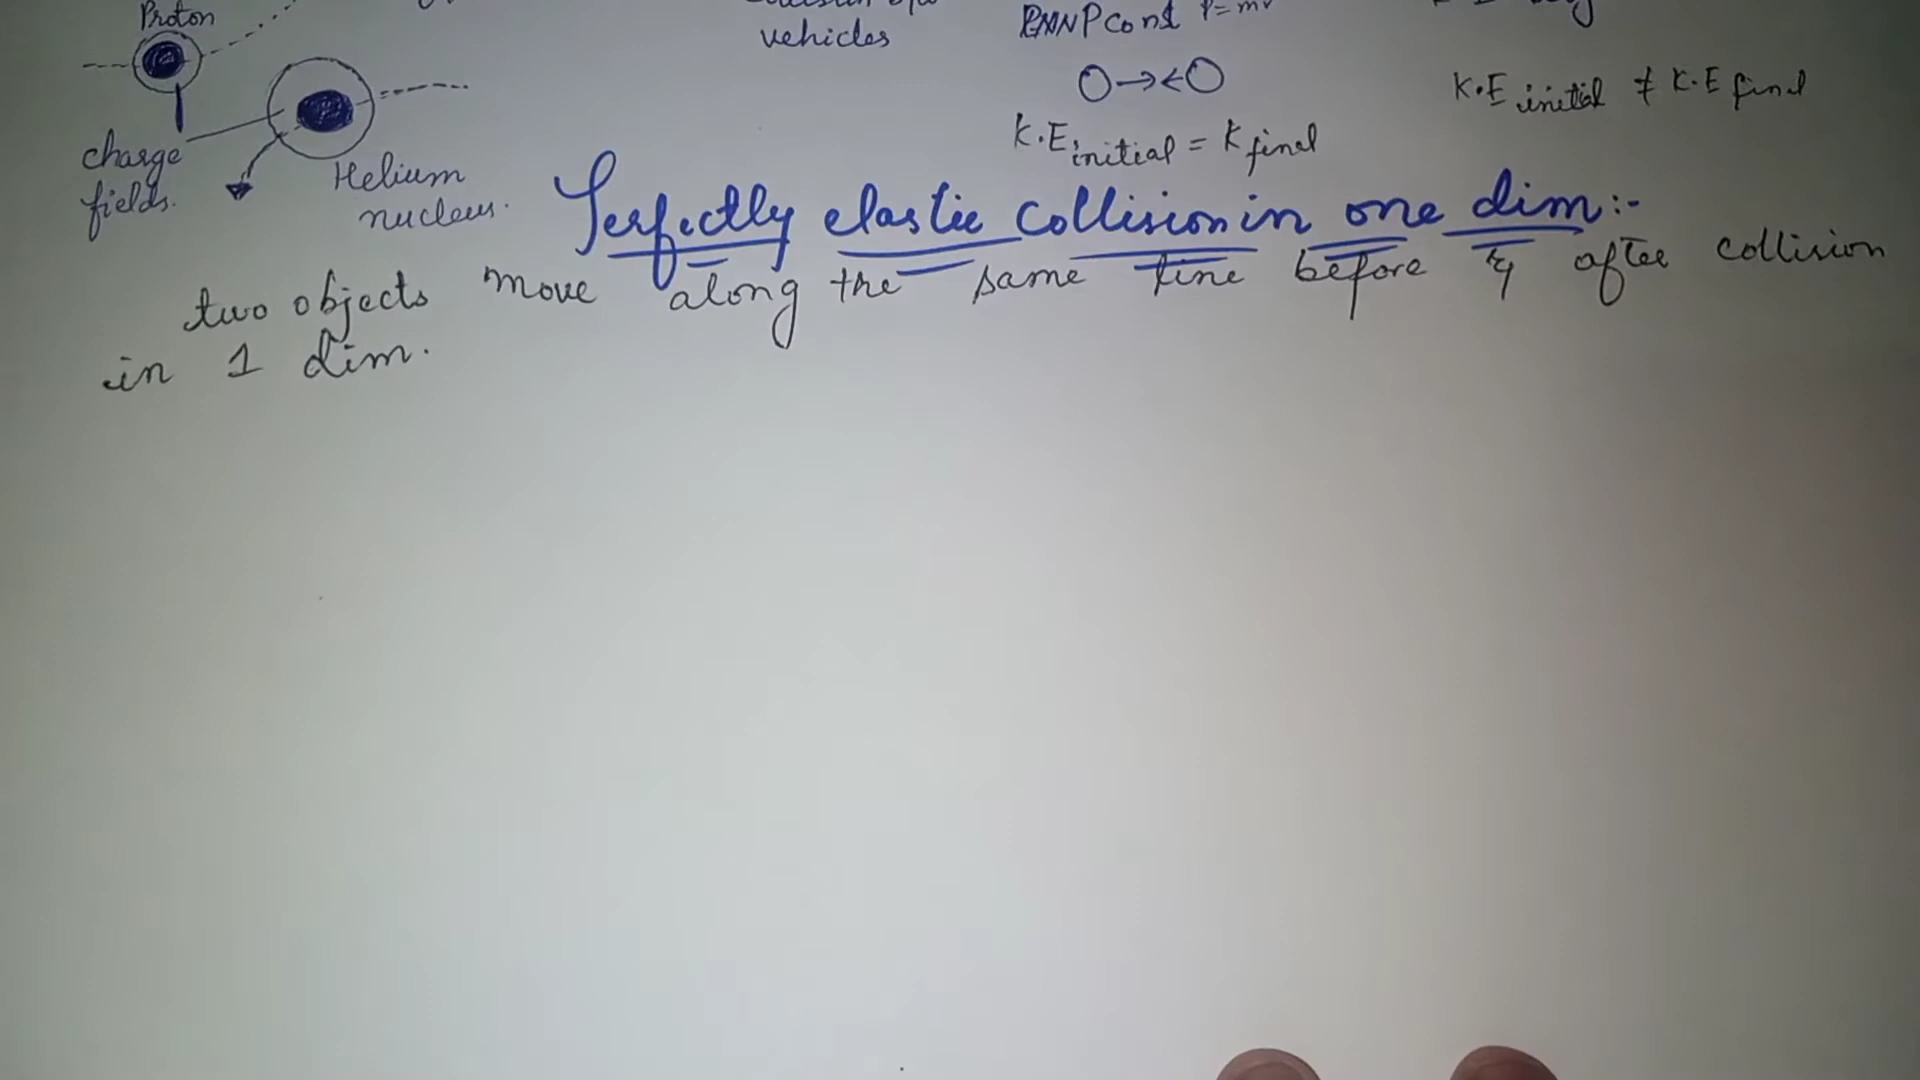 Proton
vehicles
P Const P = mv
K.E initial ≠ K.E final
K.E initial = K final
charge
fields.
Helium
nucleus.
Perfectly elastic collision in one dim:-
two objects move along the same line before & after collision
in 1 dim.